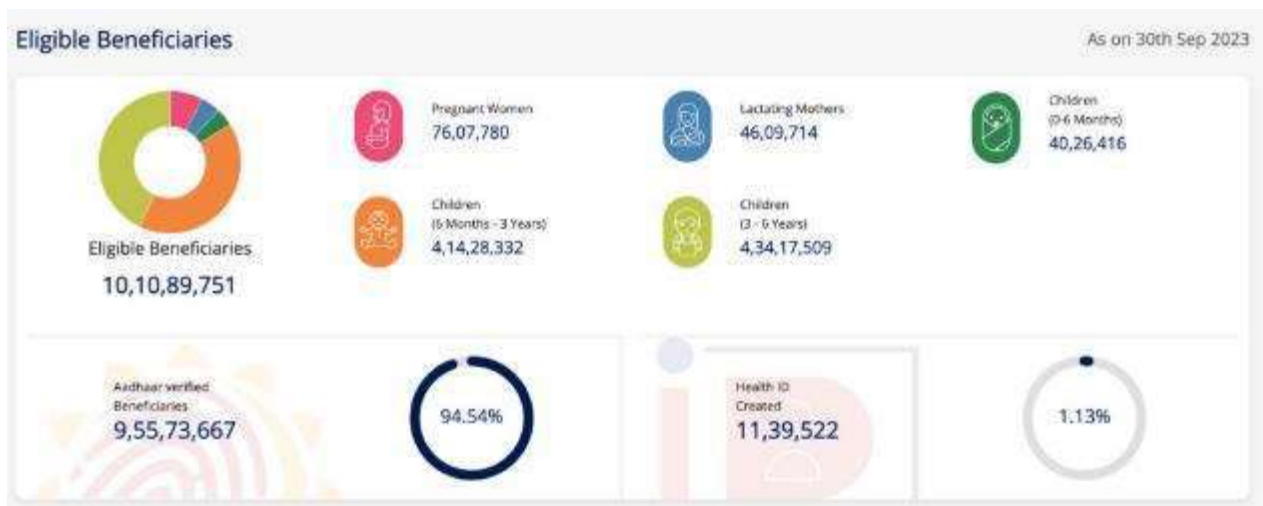 Eligible Beneficiaries
As on 30th Sep 2023
Pregnant Women
76,07,780
Lactating Mothers
46,09,714
Children
(0-6 Months)
40,26,416
Children
(6 Months - 3 Years)
4,14,28,332
Children
(3 - 6 Years)
4,34,17,509
Eligible Beneficiaries
10,10,89,751
Aadhaar verified
Beneficiaries
9,55,73,667
94.54%
Health ID
Created
11,39,522
1.13%